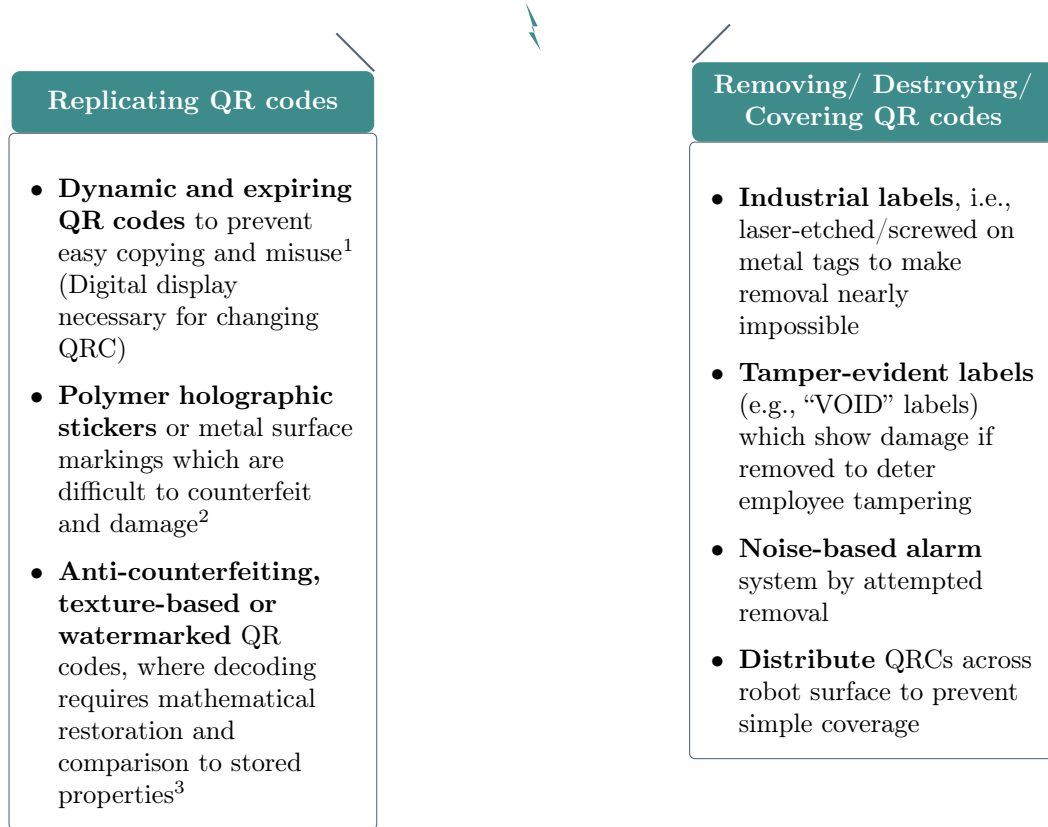 Replicating QR codes
• Dynamic and expiring
QR codes to prevent
easy copying and misuse¹
(Digital display
necessary for changing
QRC)
• Polymer holographic
stickers or metal surface
markings which are
difficult to counterfeit
and damage²
• Anti-counterfeiting,
texture-based or
watermarked QR
codes, where decoding
requires mathematical
restoration and
comparison to stored
properties³
Removing/ Destroying/
Covering QR codes
• Industrial labels, i.e.,
laser-etched/screwed on
metal tags to make
removal nearly
impossible
• Tamper-evident labels
(e.g., “VOID” labels)
which show damage if
removed to deter
employee tampering
• Noise-based alarm
system by attempted
removal
• Distribute QRCs across
robot surface to prevent
simple coverage